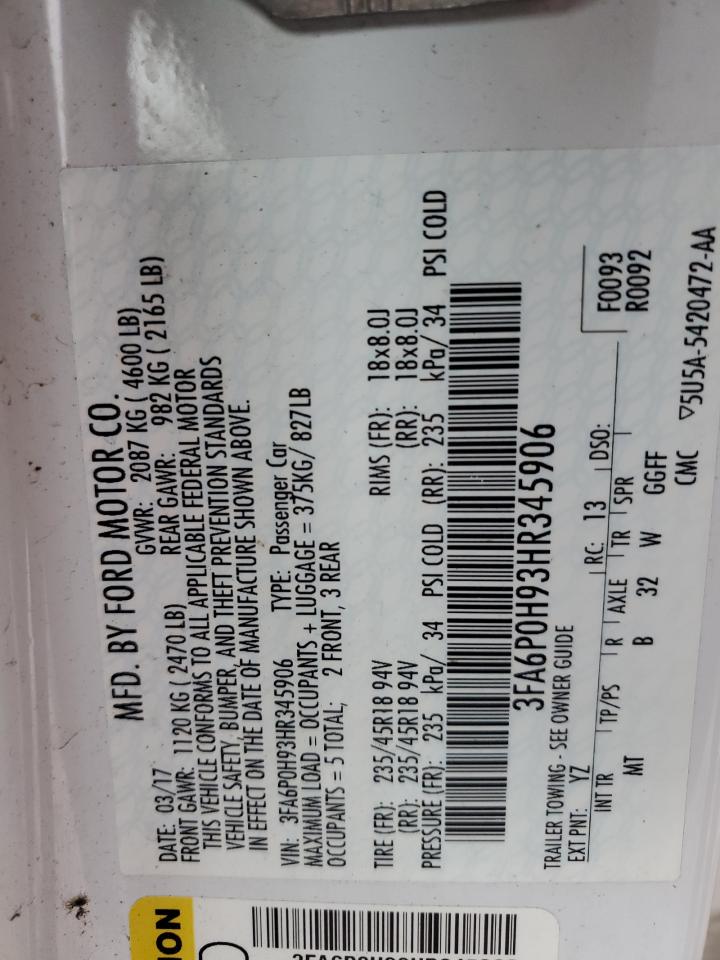 MFD. BY FORD MOTOR CO.
DATE: 03/17 GVWR: 2087 KG ( 4600 LB)
FRONT GAWR: 1120 KG ( 2470 LB) REAR GAWR: 982 KG ( 2165 LB)
THIS VEHICLE CONFORMS TO ALL APPLICABLE FEDERAL MOTOR
VEHICLE SAFETY, BUMPER, AND THEFT PREVENTION STANDARDS
IN EFFECT ON THE DATE OF MANUFACTURE SHOWN ABOVE.
VIN: 3FA6P0H93HR345906 TYPE: Passenger Car
MAXIMUM LOAD = OCCUPANTS + LUGGAGE = 375KG/ 827LB
OCCUPANTS = 5 TOTAL; 2 FRONT, 3 REAR
TIRE (FR): 235/45R18 94V RIMS (FR): 18x8.0J
(RR): 235/45R18 94V (RR): 18x8.0J
PRESSURE (FR): 235 kPa/ 34 PSI COLD (RR): 235 kPa/ 34 PSI COLD
3FA6P0H93HR345906
TRAILER TOWING - SEE OWNER GUIDE
EXT PNT: YZ RC: 13 DSO:
INT TR TP/PS R AXLE TR SPR F0093
MT B 32 W GGFF R0092
CMC ▽5U5A-5420472-AA